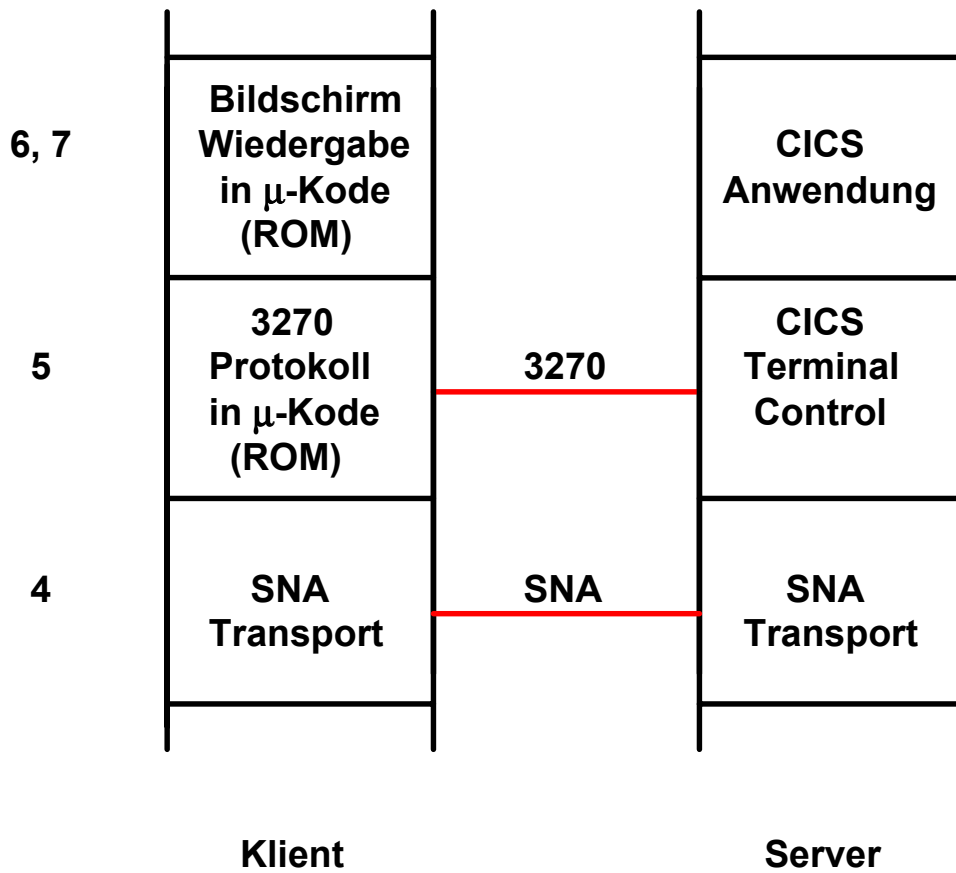 6, 7
Bildschirm
Wiedergabe
in μ-Kode
(ROM)
CICS
Anwendung
5
3270
Protokoll
in μ-Kode
(ROM)
3270
CICS
Terminal
Control
4
SNA
Transport
SNA
SNA
Transport
Klient
Server